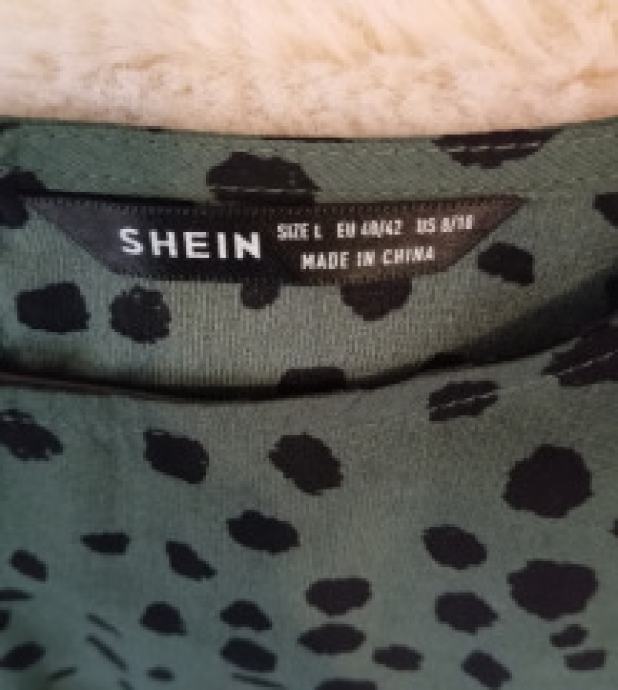 SHEIN
SIZE L EU 40/42 US 8/10
MADE IN CHINA